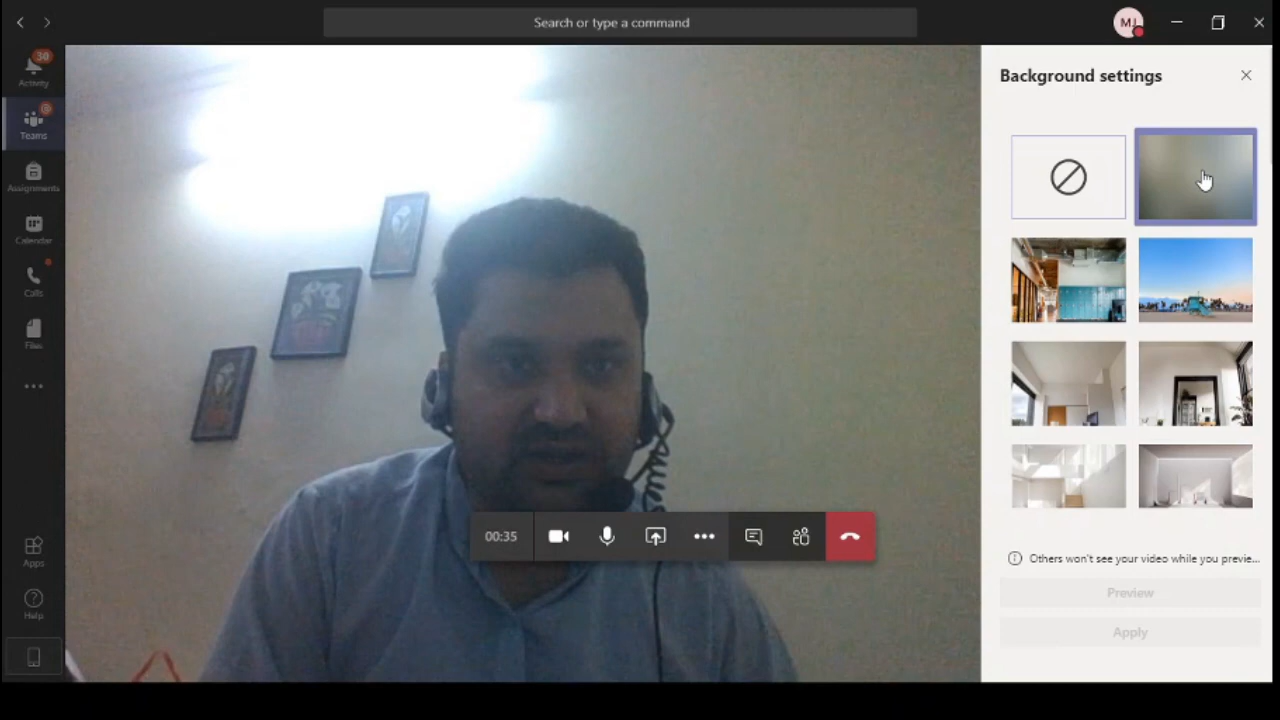 Search or type a command
MJ
30
Activity
Teams
Assignments
Calendar
Calls
Files
Apps
Help
00:35
Background settings
Others won't see your video while you previe...
Preview
Apply